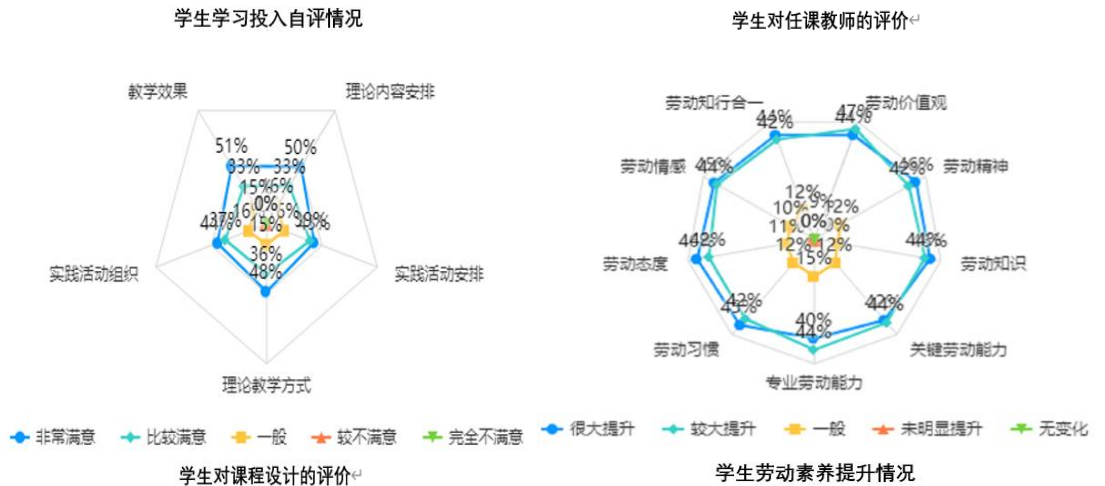 学生学习投入自评情况
学生对任课教师的评价
教学效果
理论内容安排
51%
50%
33%
33%
15%
0%
15%
36%
48%
实践活动组织
实践活动安排
理论教学方式
非常满意
比较满意
一般
较不满意
完全不满意
学生对课程设计的评价
劳动知行合一
劳动价值观
44%
42%
47%
44%
劳动情感
劳动精神
44%
42%
12%
12%
10%
0%
12%
12%
15%
劳动态度
劳动知识
42%
40%
44%
44%
劳动习惯
关键劳动能力
专业劳动能力
很大提升
较大提升
一般
未明显提升
无变化
学生劳动素养提升情况